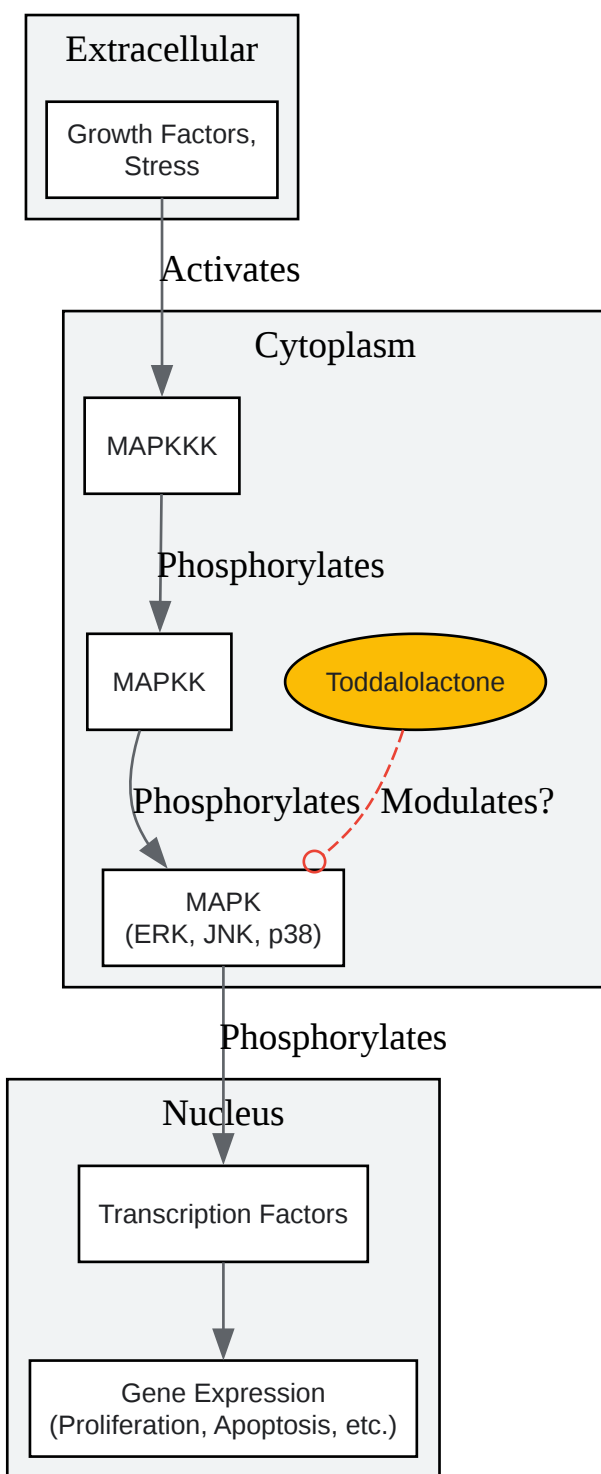 Extracellular
Growth Factors,
Stress
Activates
Cytoplasm
MAPKKK
Phosphorylates
MAPKK
Toddalolactone
Phosphorylates
Modulates?
MAPK
(ERK, JNK, p38)
Phosphorylates
Nucleus
Transcription Factors
Gene Expression
(Proliferation, Apoptosis, etc.)